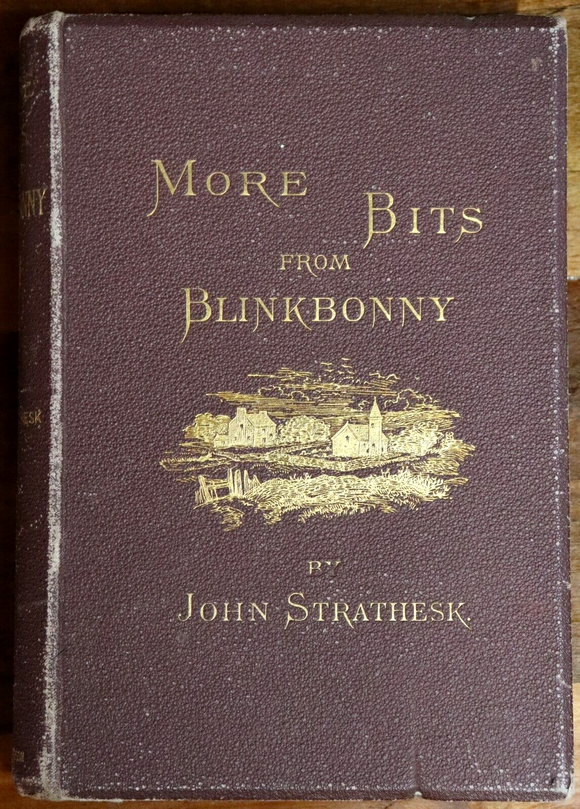 MORE
BITS
FROM
BLINKBONNY
BY
JOHN STRATHESK.